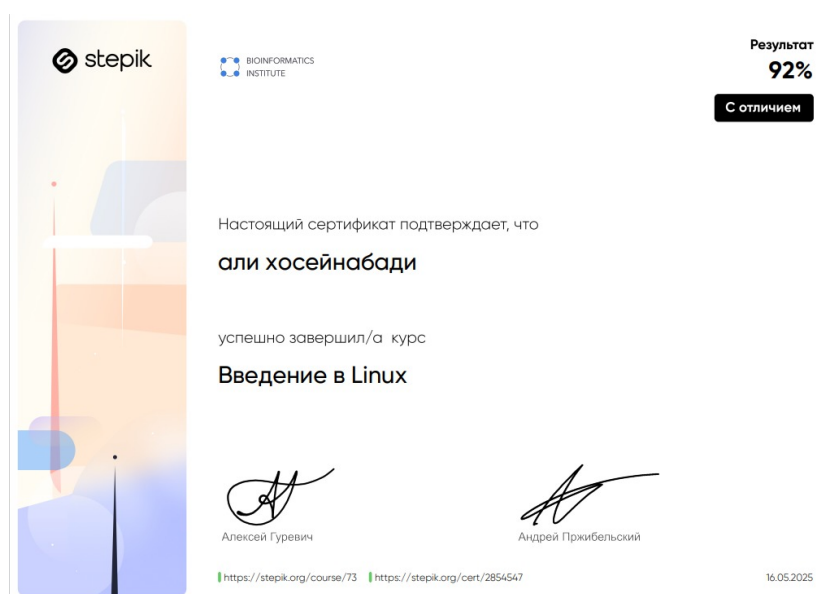 stepik
BIOINFORMATICS
INSTITUTE
Результат
92%
С отличием
Настоящий сертификат подтверждает, что
али хосейнабади
успешно завершил/а курс
Введение в Linux
Алексей Гуревич
Андрей Пржибельский
https://stepik.org/course/73
https://stepik.org/cert/2854547
16.05.2025